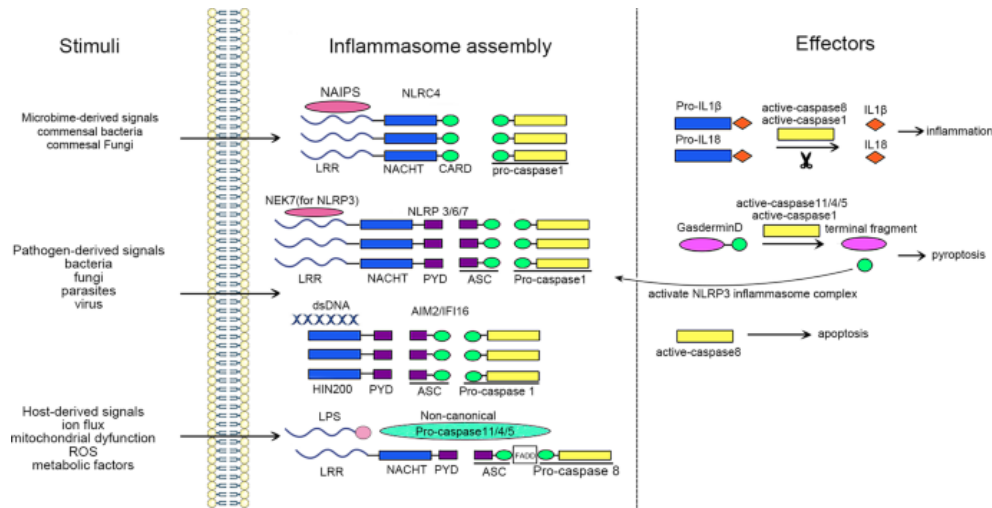 Stimuli
Inflammasome assembly
Effectors
Microbime-derived signals
commensal bacteria
commesal Fungi
NAIPS
NLRC4
LRR
NACHT
CARD
pro-caspase1
NEK7(for NLRP3)
NLRP 3/6/7
LRR
NACHT
PYD
ASC
Pro-caspase1
Pathogen-derived signals
bacteria
fungi
parasites
virus
dsDNA
AIM2/IFI16
HIN200
PYD
ASC
Pro-caspase 1
Host-derived signals
ion flux
mitochondrial dyfunction
ROS
metabolic factors
LPS
Non-canonical
Pro-caspase11/4/5
LRR
NACHT
PYD
ASC
FADD
Pro-caspase 8
Pro-IL1β
Pro-IL18
active-caspase8
active-caspase1
IL1β
IL18
inflammation
active-caspase11/4/5
active-caspase1
GasderminD
terminal fragment
pyroptosis
activate NLRP3 inflammasome complex
active-caspase8
apoptosis